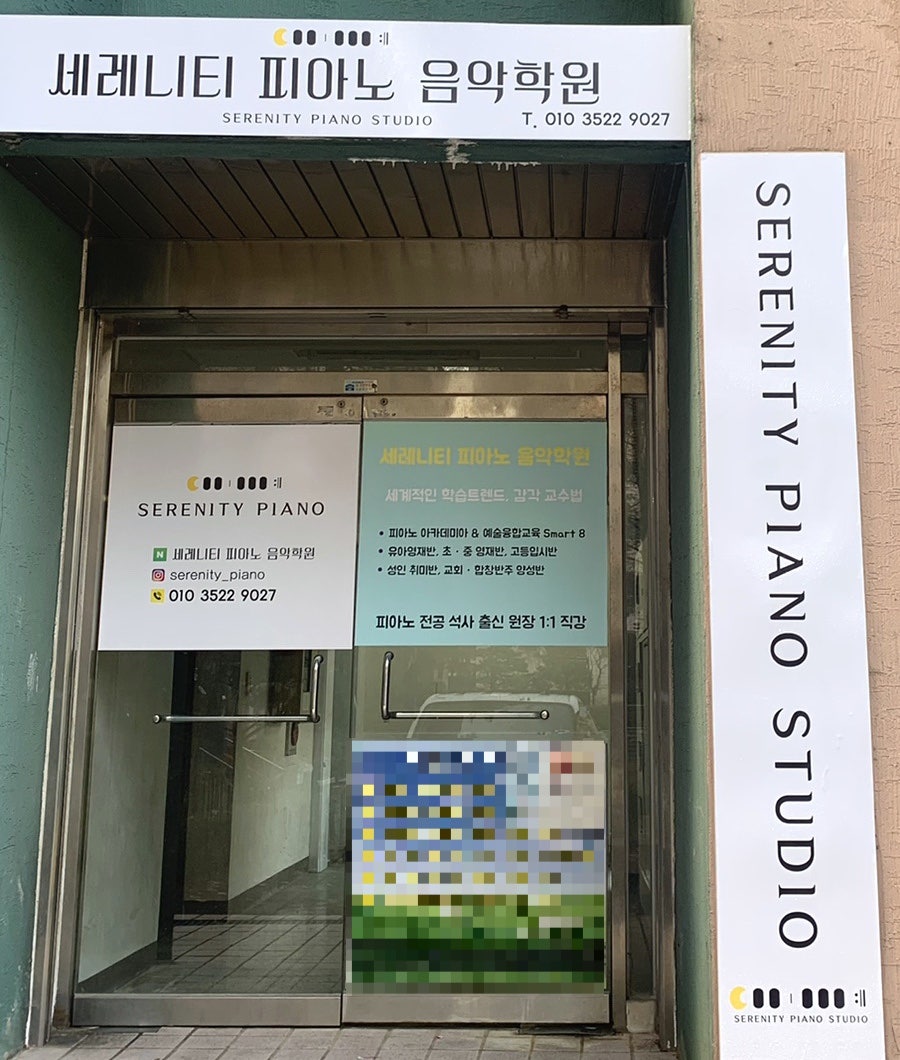 세레니티 피아노 음악학원
SERENITY PIANO STUDIO
T. 010 3522 9027
SERENITY PIANO STUDIO
SERENITY PIANO
N 세레니티 피아노 음악학원
serenity_piano
010 3522 9027
세레니티 피아노 음악학원
세계적인 학습트렌드, 감각 교수법
• 피아노 아카데미아 & 예술융합교육 Smart 8
• 유아영재반, 초 · 중 영재반, 고등입시반
• 성인 취미반, 교회 · 합창반주 양성반
피아노 전공 석사 출신 원장 1:1 직강
SERENITY PIANO STUDIO